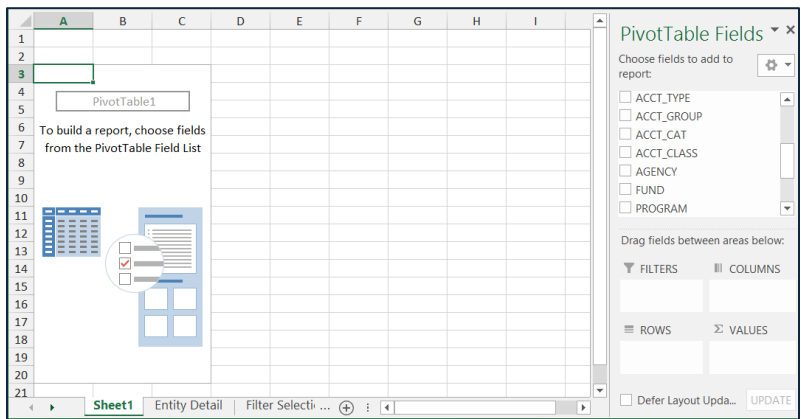 A B C D E F G H I
1
2
3
4
5
6
7
8
9
10
11
12
13
14
15
16
17
18
19
20
21
PivotTable1
To build a report, choose fields
from the PivotTable Field List
Sheet1 Entity Detail Filter Selecti ...
PivotTable Fields
Choose fields to add to
report:
ACCT_TYPE
ACCT_GROUP
ACCT_CAT
ACCT_CLASS
AGENCY
FUND
PROGRAM
Drag fields between areas below:
FILTERS COLUMNS
ROWS Σ VALUES
Defer Layout Upda... UPDATE